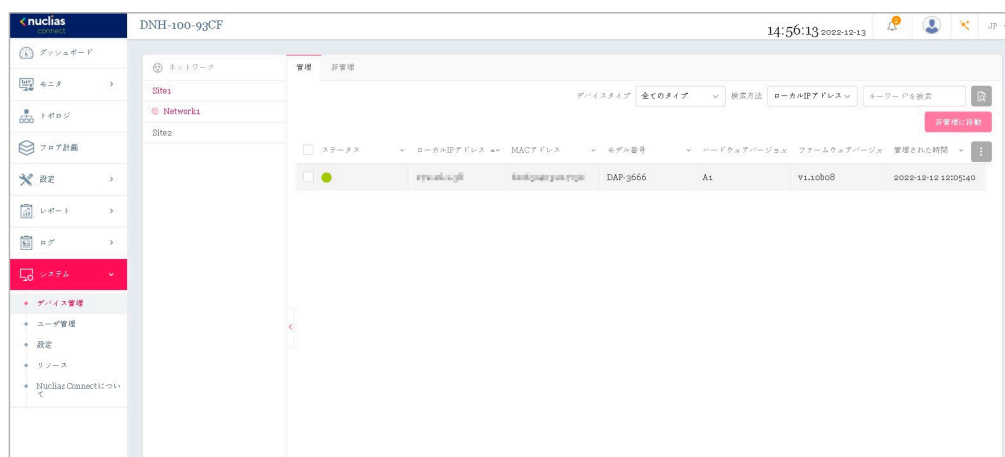 nuclias
connect
DNH-100-93CF
14:56:13 2022-12-13
JP
ダッシュボード
モニタ
トポロジ
フロア計画
設定
レポート
ログ
システム
デバイス管理
ユーザ管理
設定
リソース
Nuclias Connectについ
て
ネットワーク
Site1
Network1
Site2
管理 非管理
デバイスタイプ 全てのタイプ 検索方法 ローカルIPアドレス キーワードを検索
非管理に移動
ステータス ローカルIPアドレス MACアドレス モデル番号 ハードウェアバージョン ファームウェアバージョン 管理された時間
DAP-3666 A1 v1.10b08 2022-12-12 12:05:40